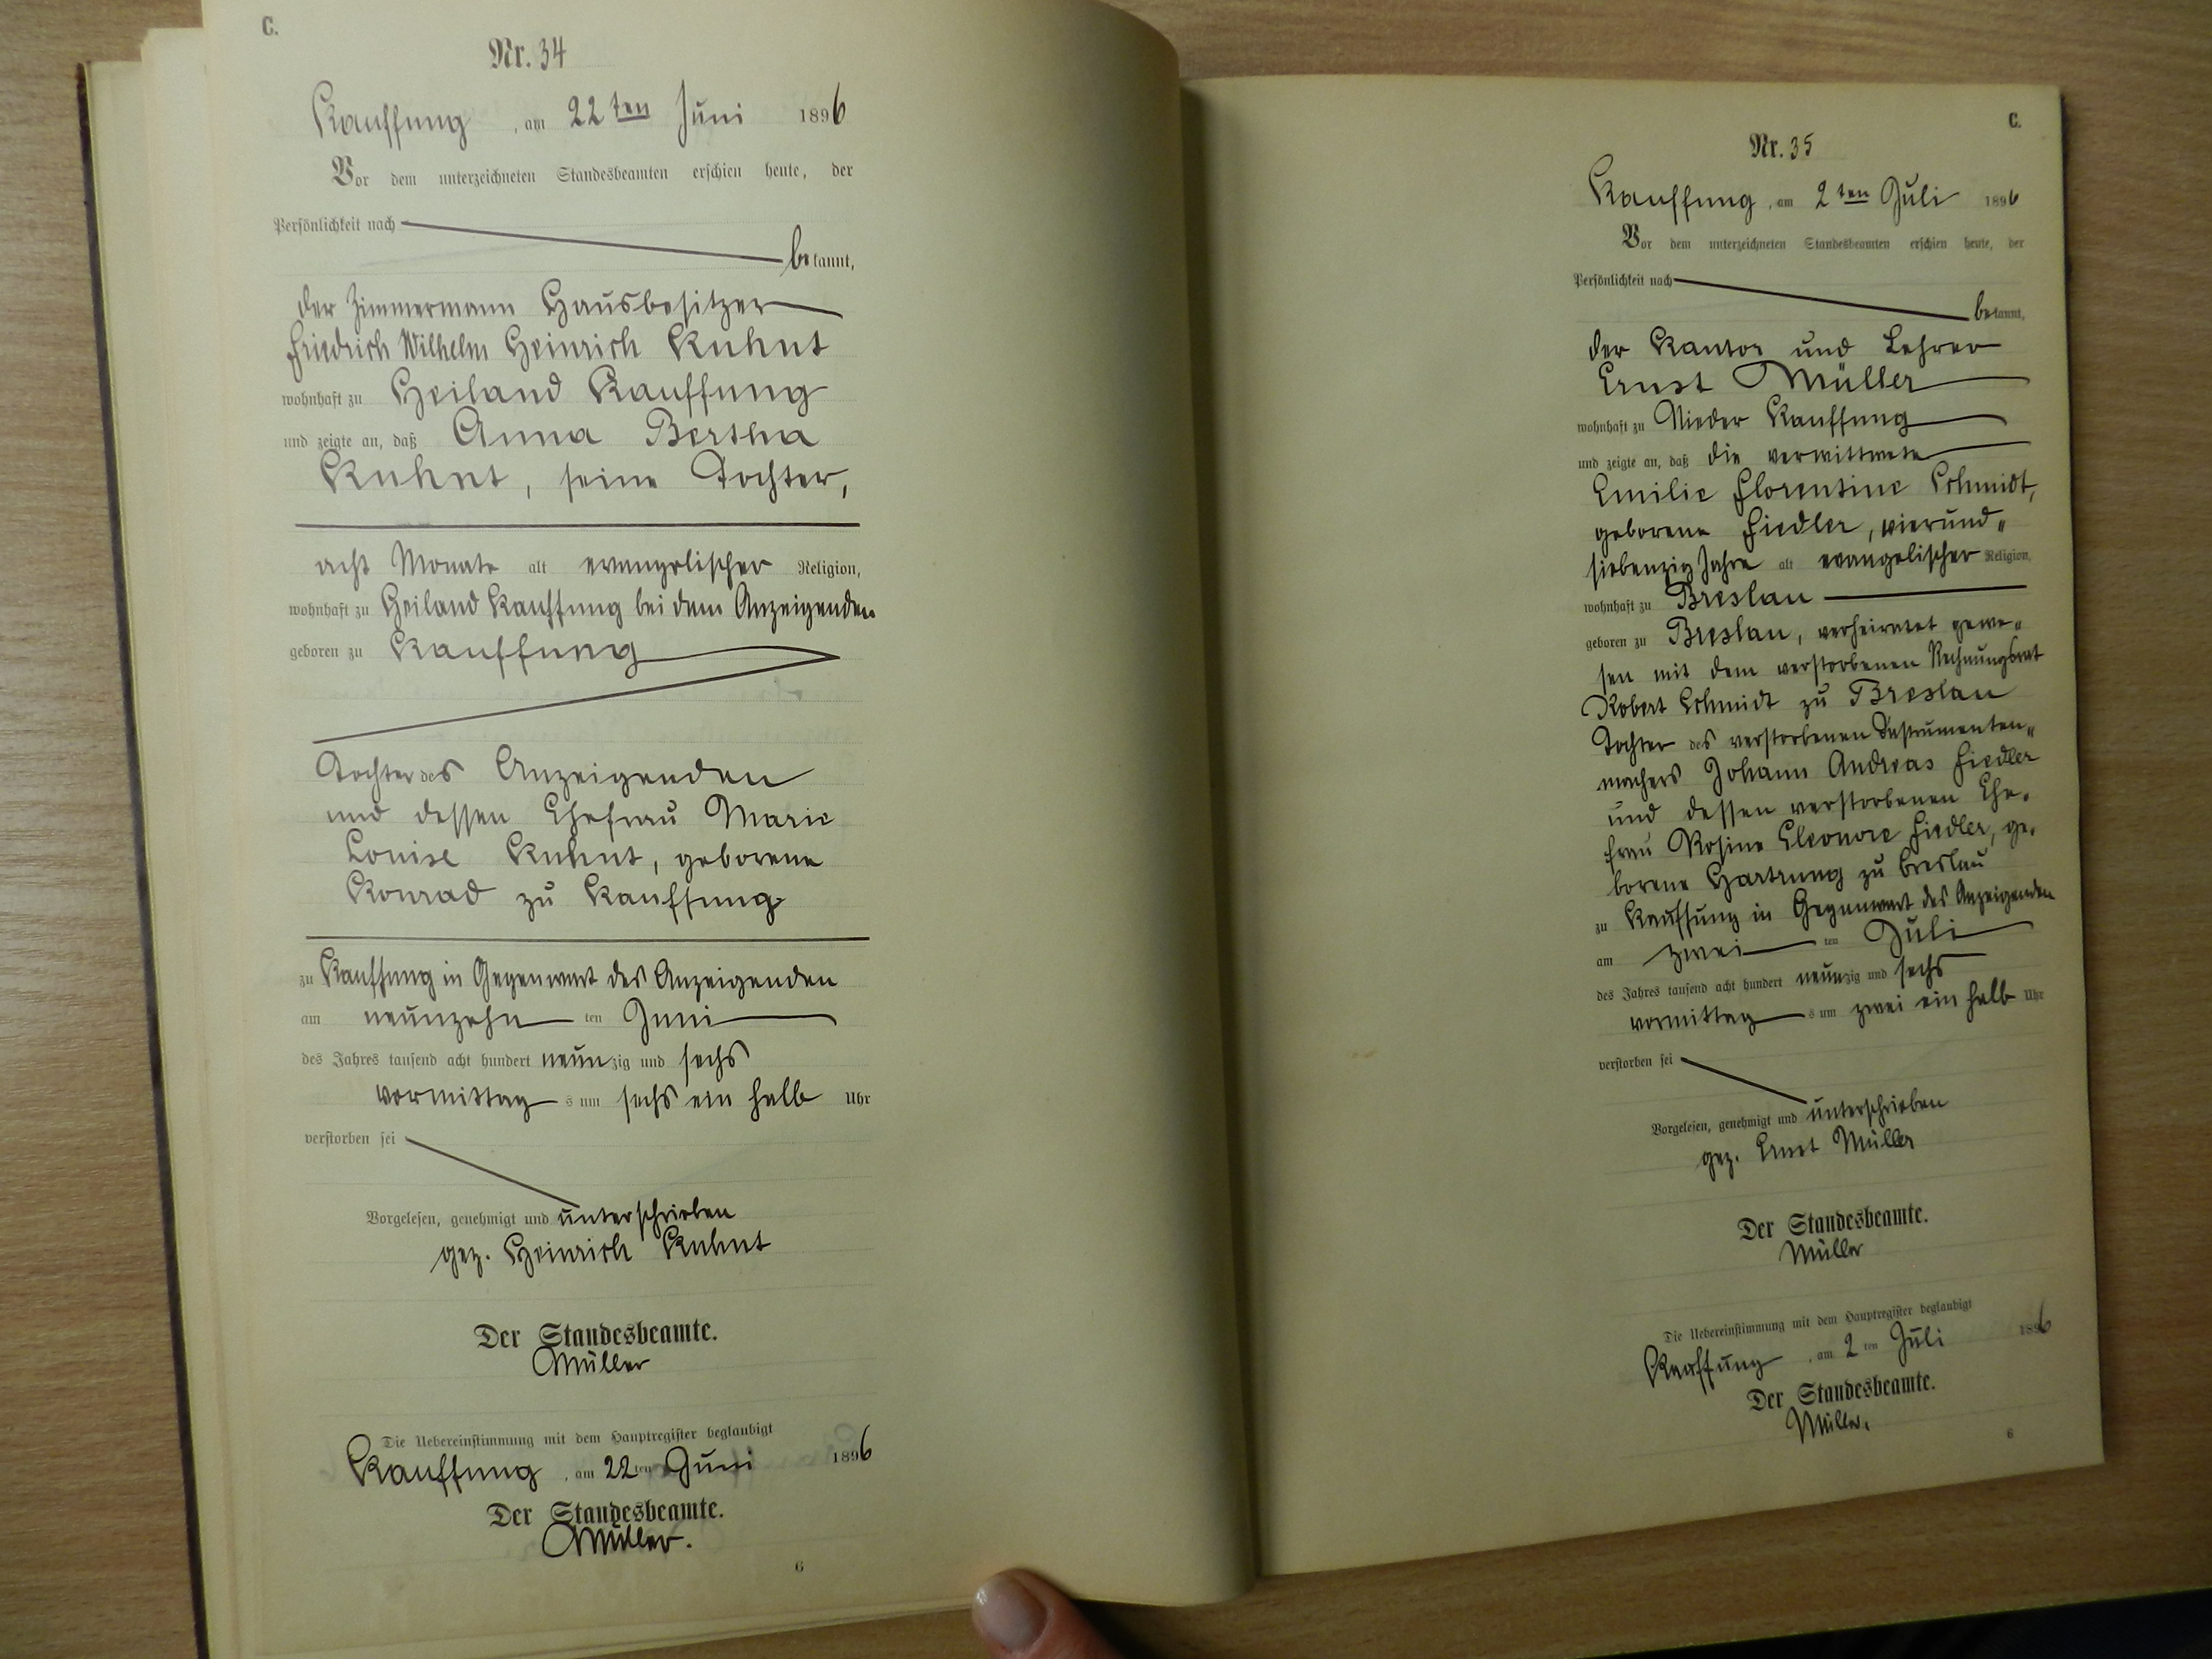 C.
Nr. 34
Kauffung, am 22ten Juni 1896
Vor dem unterzeichneten Standesbeamten erschien heute, der
Persönlichkeit nach
bekannt,
der Zimmermann Hausbesitzer
Friedrich Wilhelm Heinrich Kuhnt
wohnhaft zu Heiland Kauffung
und zeigte an, daß Anna Bertha
Kuhnt, seine Tochter,
acht Monate alt evangelischer Religion,
wohnhaft zu Heiland Kauffung bei dem Anzeigenden
geboren zu Kauffung
Tochter des Anzeigenden
und dessen Ehefrau Marie
Louise Kuhnt, geborene
Konrad zu Kauffung
zu Kauffung in Gegenwart des Anzeigenden
am neunzehn ten Juni
des Jahres tausend acht hundert neunzig und sechs
vormittag s um sechs ein halb Uhr
verstorben sei
Vorgelesen, genehmigt und unterschrieben
gez. Heinrich Kuhnt
Der Standesbeamte.
Müller
Die Uebereinstimmung mit dem Hauptregister beglaubigt
Kauffung, am 22ten Juni 1896
Der Standesbeamte.
Müller.
6
C.
Nr. 35
Kauffung, am 2ten Juli 1896
Vor dem unterzeichneten Standesbeamten erschien heute, der
Persönlichkeit nach
bekannt,
der Kantor und Lehrer
Ernst Müller
wohnhaft zu Nieder Kauffung
und zeigte an, daß die verwittwete
Emilie Florentine Schmidt,
geborene Fiedler, vierund„
siebenzig Jahre alt evangelischer Religion,
wohnhaft zu Breslau
geboren zu Breslau, verheiratet gewe„
sen mit dem verstorbenen Rechnungsrat
Robert Schmidt zu Breslau
Tochter des verstorbenen Instrumenten„
machers Johann Andreas Fiedler
und dessen verstorbenen Ehe„
frau Rosine Eleonore Fiedler, ge„
borene Hartrung zu Breslau
zu Kauffung in Gegenwart des Anzeigenden
am zwei ten Juli
des Jahres tausend acht hundert neunzig und sechs
vormittag s um zwei ein halb Uhr
verstorben sei
Vorgelesen, genehmigt und unterschrieben
gez. Ernst Müller
Der Standesbeamte.
Müller
Die Uebereinstimmung mit dem Hauptregister beglaubigt
Kauffung, am 2 ten Juli 1896
Der Standesbeamte.
Müller.
6